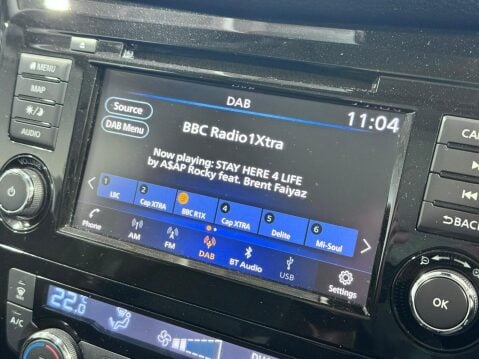 DAB
MENU
MAP
AUDIO
Source
DAB
11:04
DAB Menu
BBC Radio1Xtra
Now playing: STAY HERE 4 LIFE
by A$AP Rocky feat. Brent Faiyaz
1 LBC
2 Cap XTRA
3 BBC R1X
4 Cap XTRA
5 Delite
6 Mi-Soul
Phone
AM
FM
DAB
BT Audio
USB
Settings
BACK
OK
A/C
22.0°C